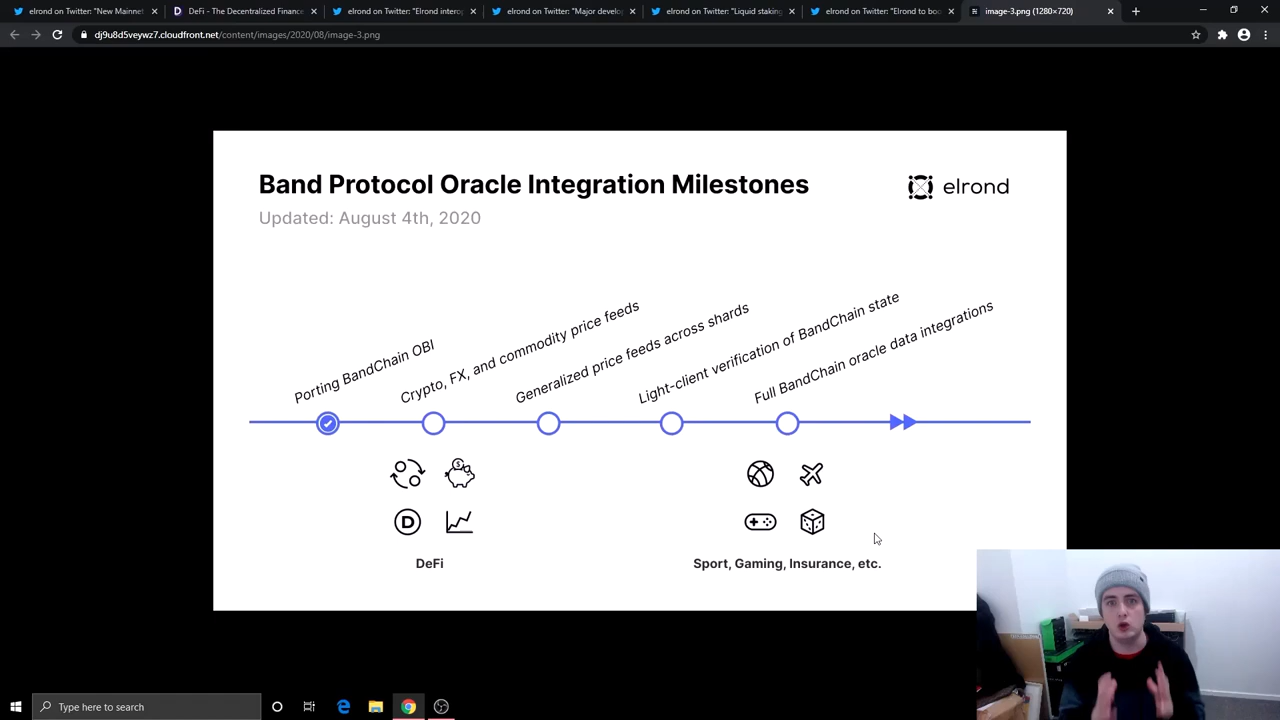 elrond on Twitter: "New Mainnet
DeFi - The Decentralized Finance
elrond on Twitter: "Elrond intero
elrond on Twitter: "Major develo
elrond on Twitter: "Liquid staking
elrond on Twitter: "Elrond to boo
image-3.png (1280×720)
dj9u8d5veywz7.cloudfront.net/content/images/2020/08/image-3.png
Band Protocol Oracle Integration Milestones
elrond
Updated: August 4th, 2020
Porting BandChain OBI
Crypto, FX, and commodity price feeds
Generalized price feeds across shards
Light-client verification of BandChain state
Full BandChain oracle data integrations
D
DeFi
Sport, Gaming, Insurance, etc.
Type here to search